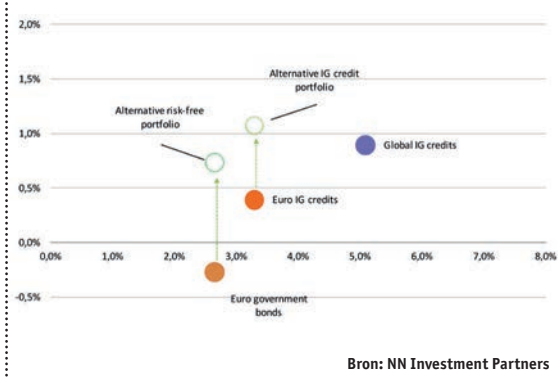 2,0%
1,5%
Alternative IG credit
portfolio
Alternative risk-free
portfolio
1,0%
Global IG credits
0,5%
Euro IG credits
0,0%
0,0% 1,0% 2,0% 3,0% 4,0% 5,0% 6,0% 7,0% 8,0%
-0,5%
Euro government
bonds
Bron: NN Investment Partners